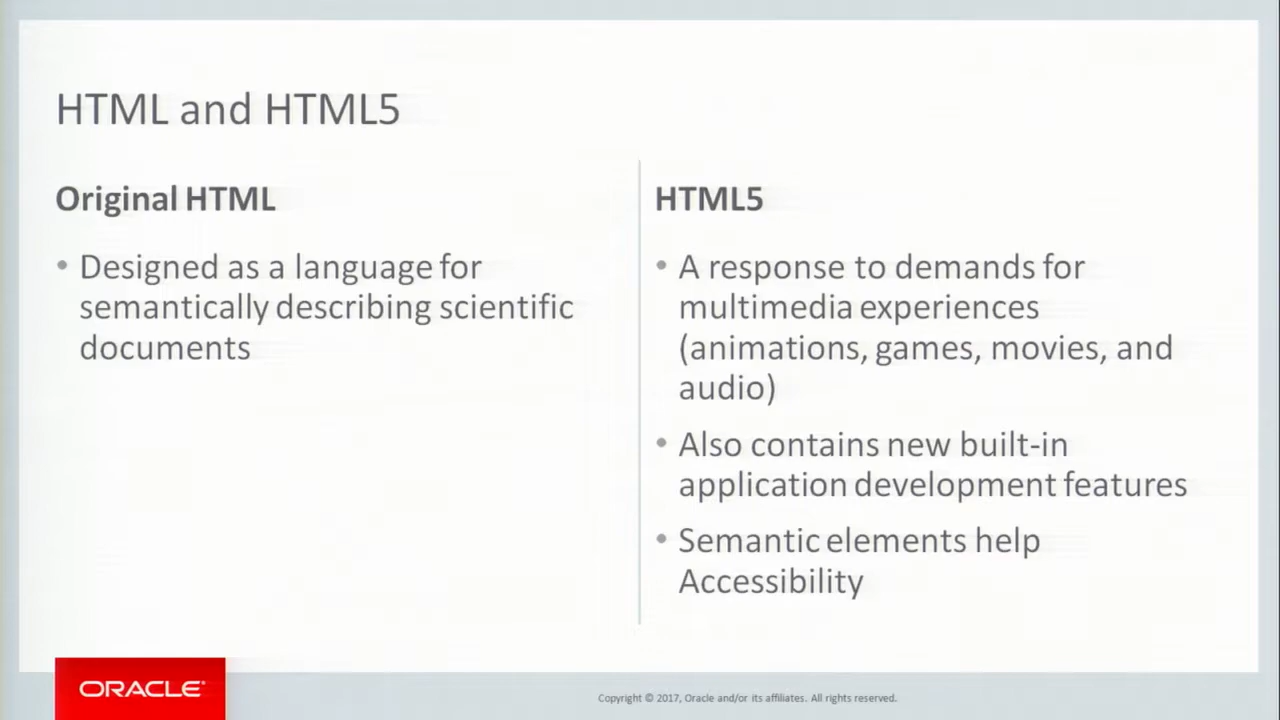 HTML and HTML5
Original HTML
• Designed as a language for
semantically describing scientific
documents
HTML5
• A response to demands for
multimedia experiences
(animations, games, movies, and
audio)
• Also contains new built-in
application development features
• Semantic elements help
Accessibility
ORACLE®
Copyright © 2017, Oracle and/or its affiliates. All rights reserved.